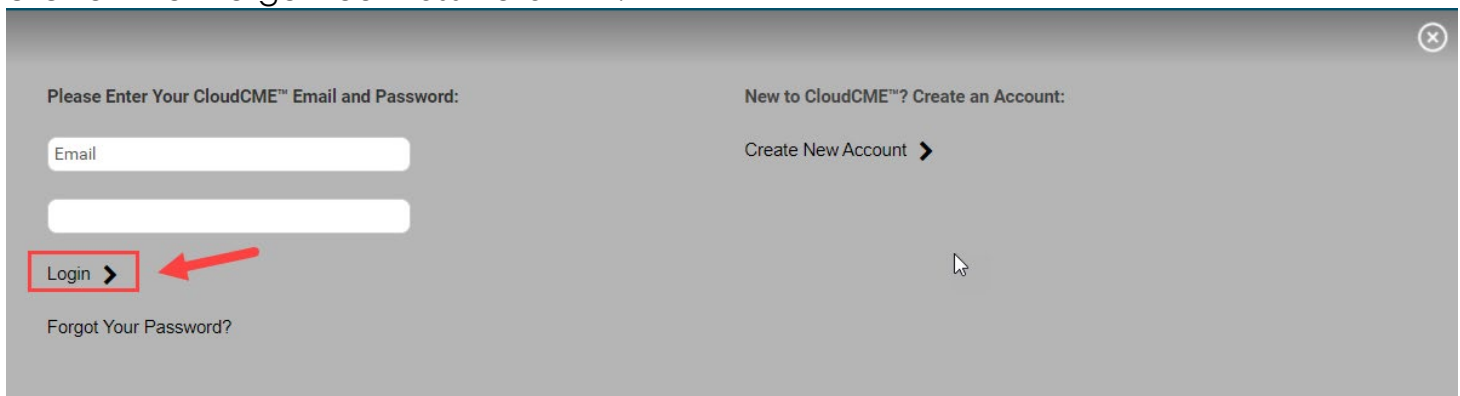 Please Enter Your CloudCME™ Email and Password:
Email
Login
Forgot Your Password?
New to CloudCME™? Create an Account:
Create New Account